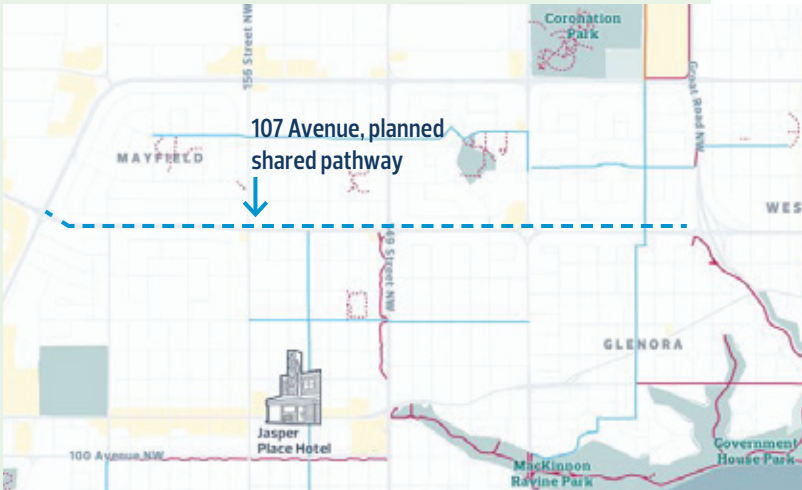 Coronation
Park
156 Street NW
Groat Road NW
107 Avenue, planned
shared pathway
MAYFIELD
WES
149 Street NW
GLENORA
Jasper
Place Hotel
100 Avenue NW
MacKinnon
Ravine Park
Government
House Park